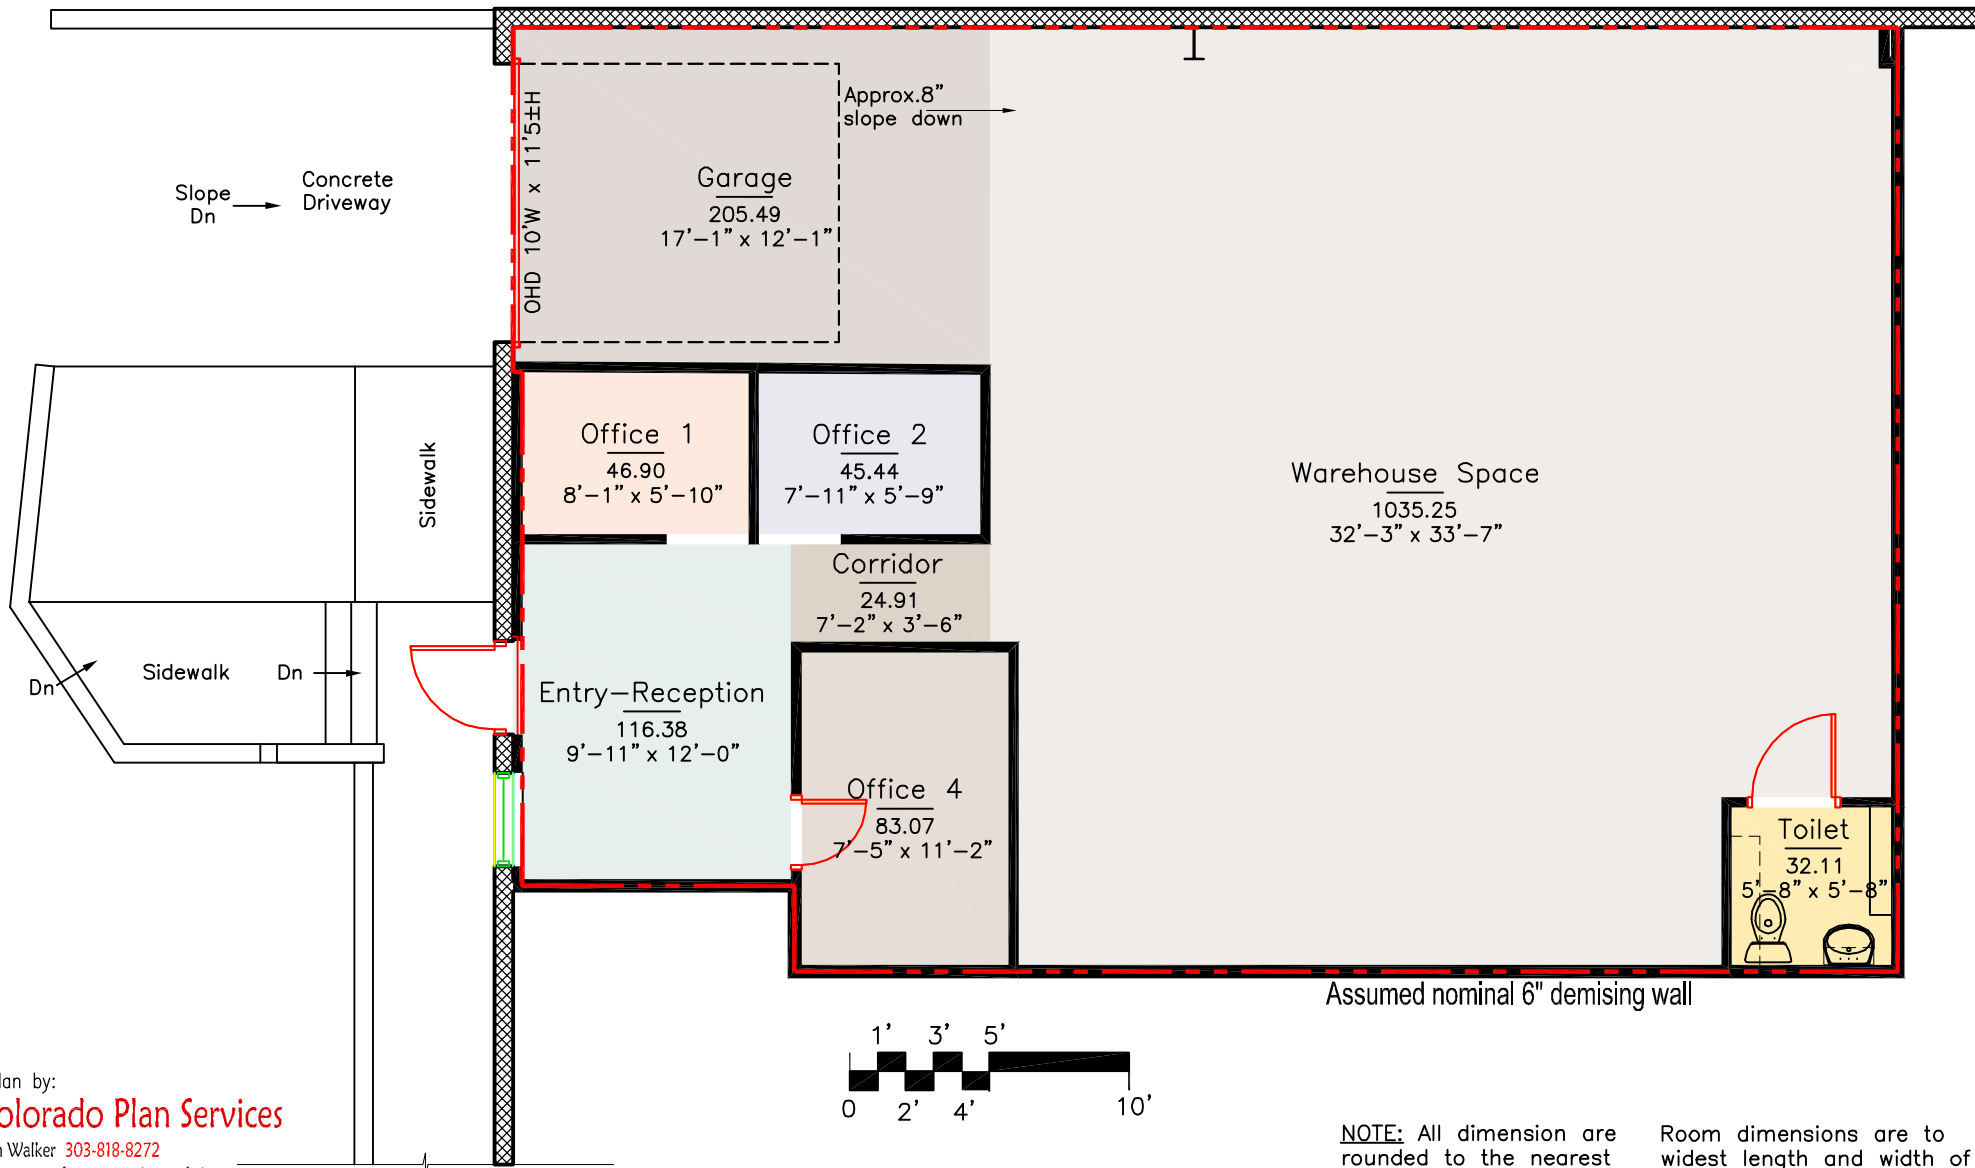 Approx.8"
slope down
OHD 10'W x 11'5±H
Garage
205.49
17'-1" x 12'-1"
Slope
Dn
Concrete
Driveway
Sidewalk
Office 1
46.90
8'-1" x 5'-10"
Office 2
45.44
7'-11" x 5'-9"
Warehouse Space
1035.25
32'-3" x 33'-7"
Corridor
24.91
7'-2" x 3'-6"
Dn
Sidewalk
Dn
Entry-Reception
116.38
9'-11" x 12'-0"
Office 4
83.07
7'-5" x 11'-2"
Toilet
32.11
5'-8" x 5'-8"
Assumed nominal 6" demising wall
1' 3' 5'
0 2' 4' 10'
lan by:
olorado Plan Services
n Walker 303-818-8272
NOTE: All dimension are
rounded to the nearest
Room dimensions are to
widest length and width of